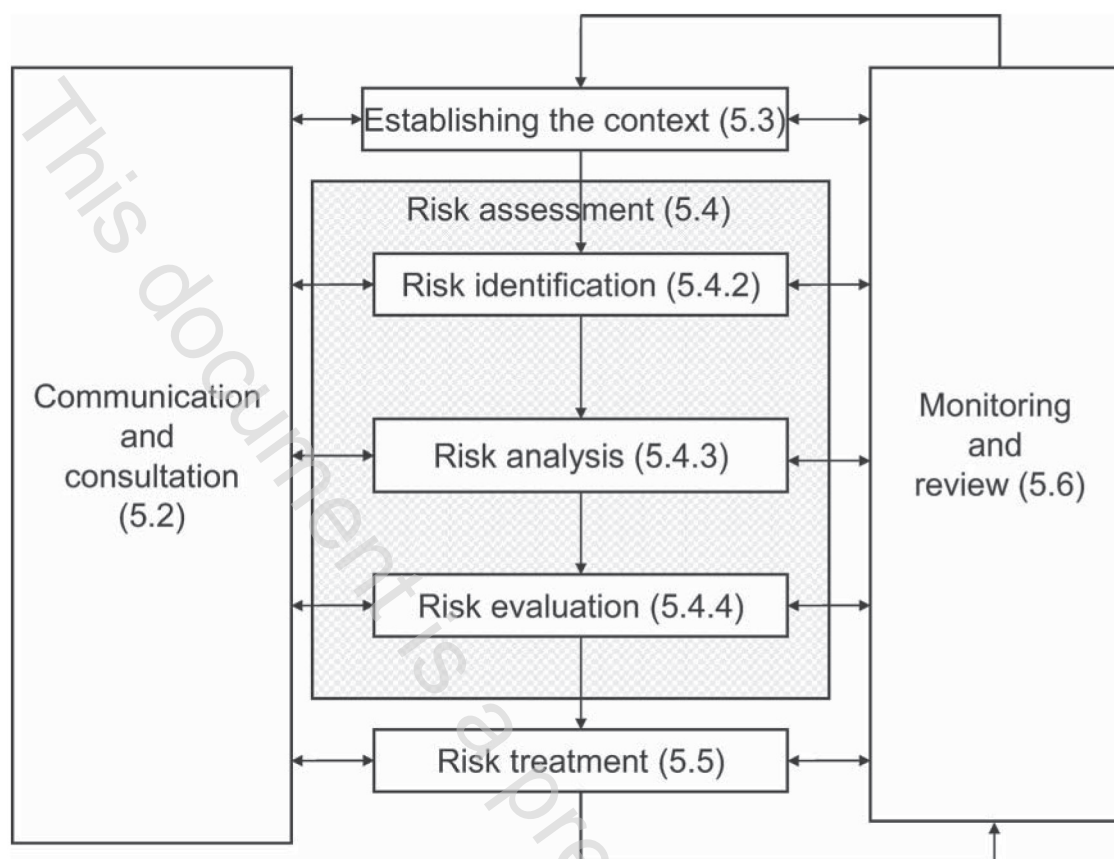 Establishing the context (5.3)
Risk assessment (5.4)
Risk identification (5.4.2)
Communication
and
consultation
(5.2)
Risk analysis (5.4.3)
Monitoring
and
review (5.6)
Risk evaluation (5.4.4)
Risk treatment (5.5)
This document is a pre